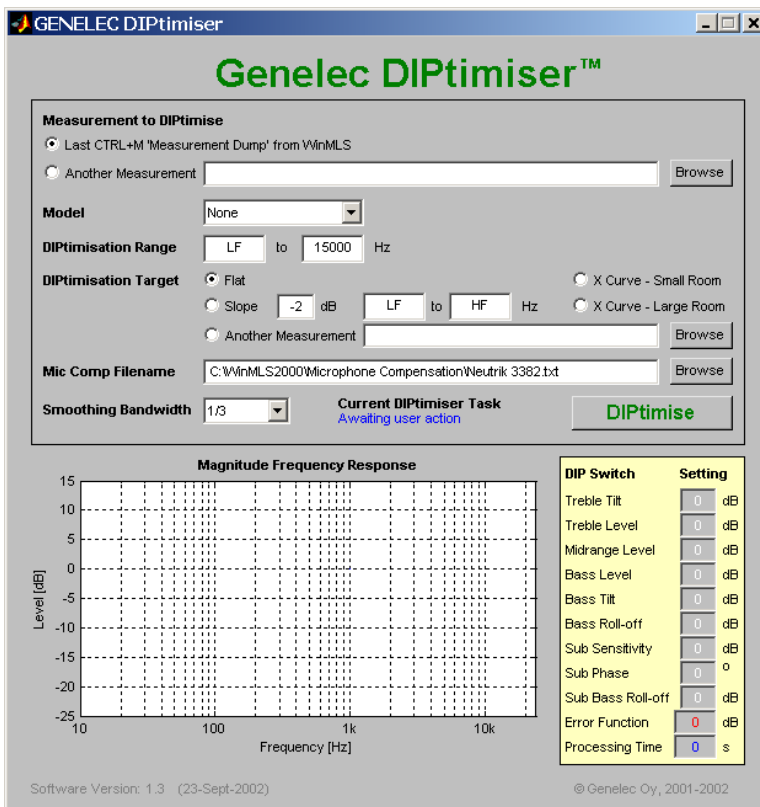 GENELEC DIPtimiser
Genelec DIPtimiser™
Measurement to DIPtimise
Last CTRL+M 'Measurement Dump' from WinMLS
Another Measurement Browse
Model None
DIPtimisation Range LF to 15000 Hz
DIPtimisation Target Flat X Curve - Small Room
Slope -2 dB LF to HF Hz X Curve - Large Room
Another Measurement Browse
Mic Comp Filename C:\WinMLS2000\Microphone Compensation\Neutrik 3382.txt Browse
Smoothing Bandwidth 1/3 Current DIPtimiser Task
Awaiting user action
DIPtimise
Magnitude Frequency Response
15
10
5
0
-5
-10
-15
-20
-25
Level [dB]
10 100 1k 10k
Frequency [Hz]
DIP Switch Setting
Treble Tilt 0 dB
Treble Level 0 dB
Midrange Level 0 dB
Bass Level 0 dB
Bass Tilt 0 dB
Bass Roll-off 0 dB
Sub Sensitivity 0 dB
Sub Phase 0 °
Sub Bass Roll-off 0 dB
Error Function 0 dB
Processing Time 0 s
Software Version: 1.3 (23-Sept-2002) © Genelec Oy, 2001-2002